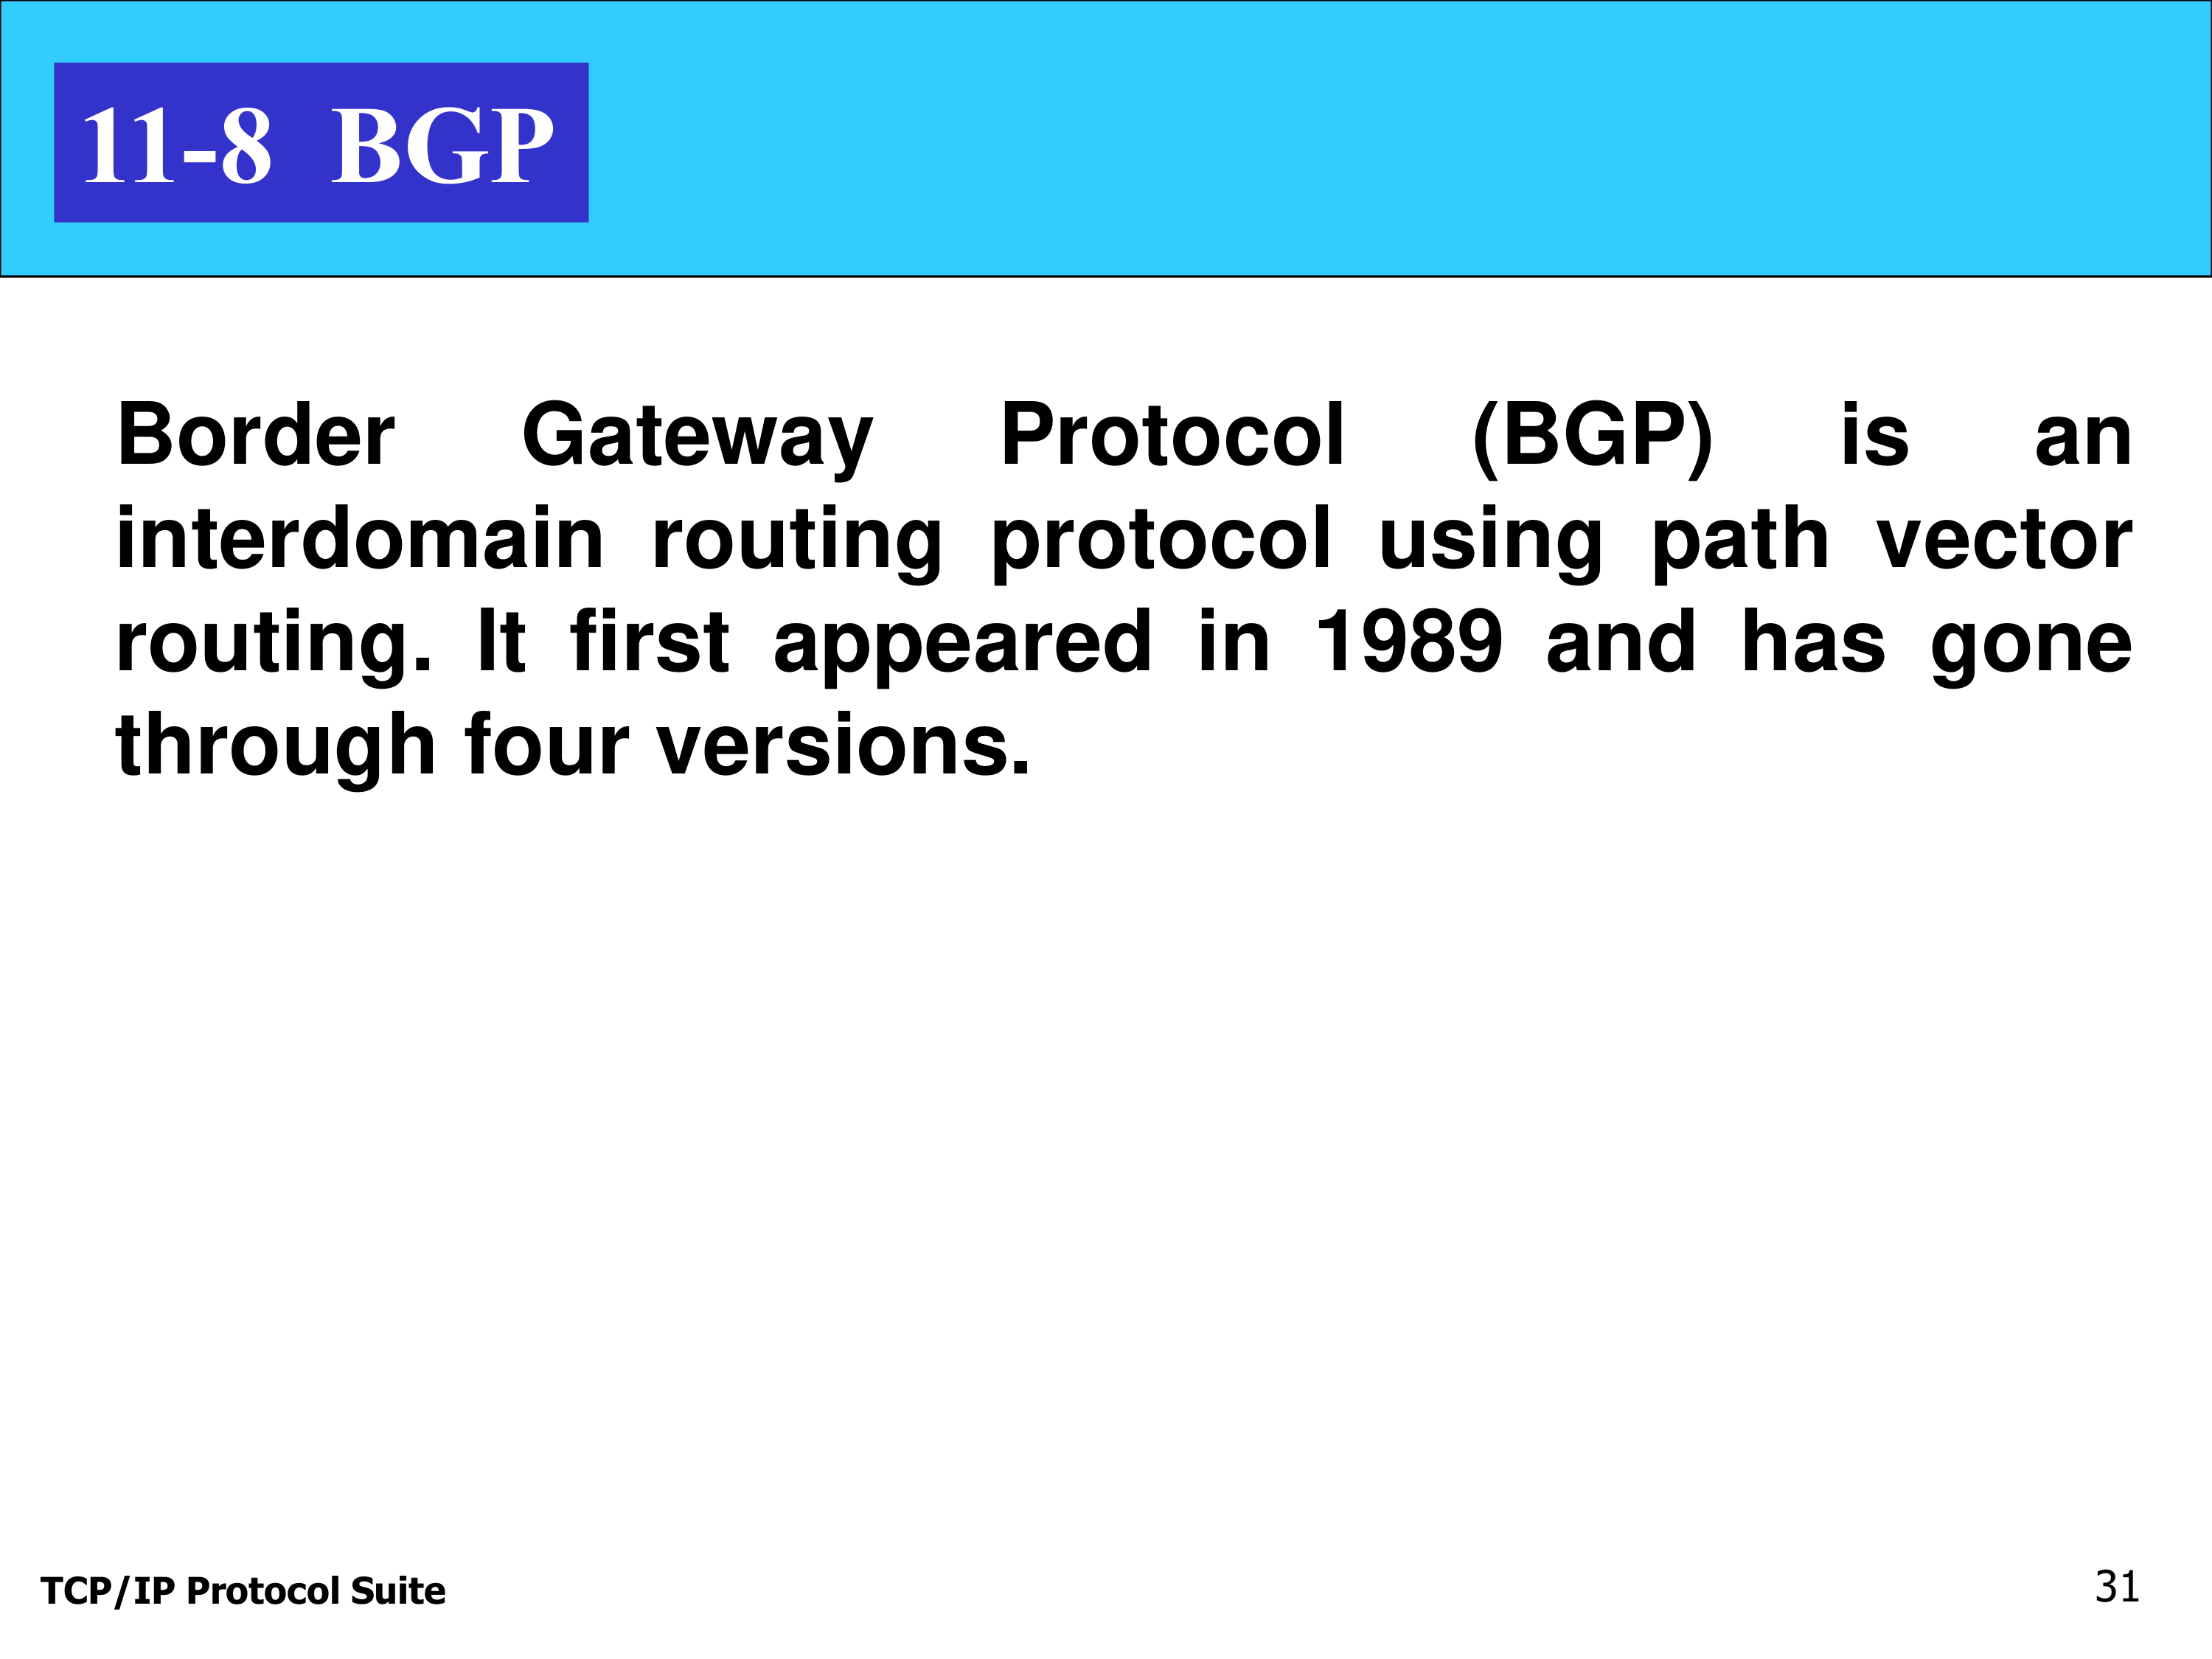 11-8 BGP
Border Gateway Protocol (BGP) is an
interdomain routing protocol using path vector
routing. It first appeared in 1989 and has gone
through four versions.
TCP/IP Protocol Suite
31